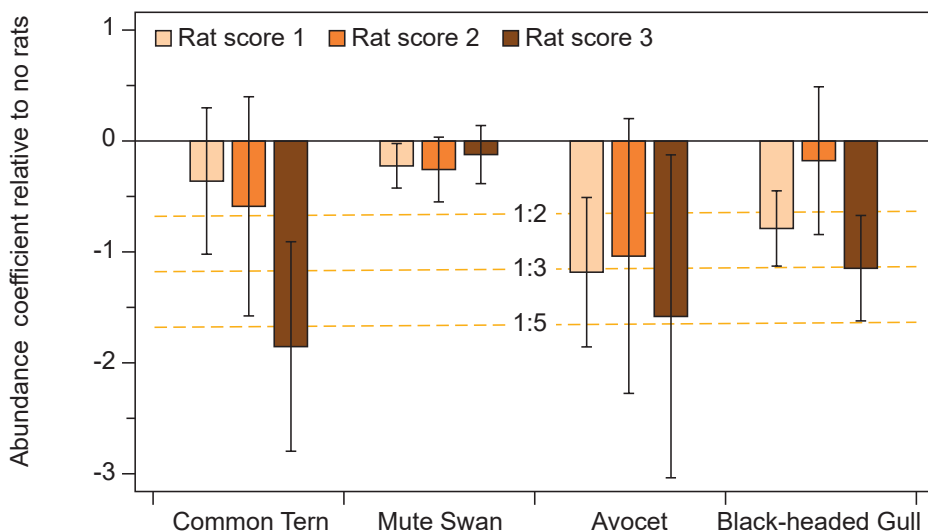 Abundance coefficient relative to no rats
1
0
-1
-2
-3
Rat score 1 Rat score 2 Rat score 3
1:2
1:3
1:5
Common Tern Mute Swan Avocet Black-headed Gull